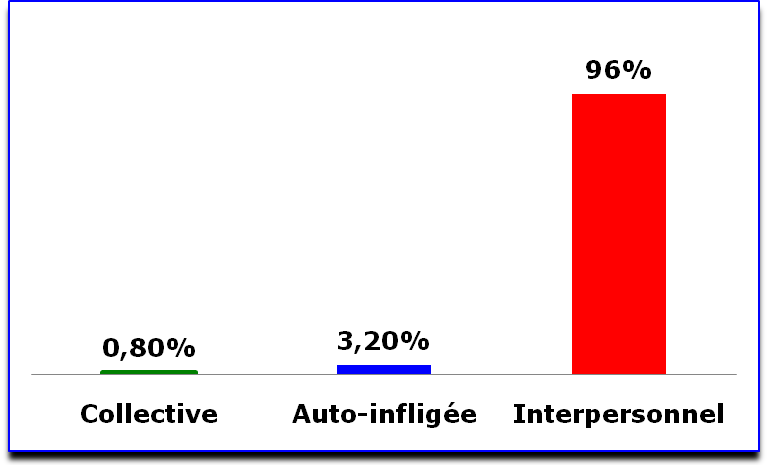 96%
3,20%
0,80%
Collective Auto-infligée Interpersonnel